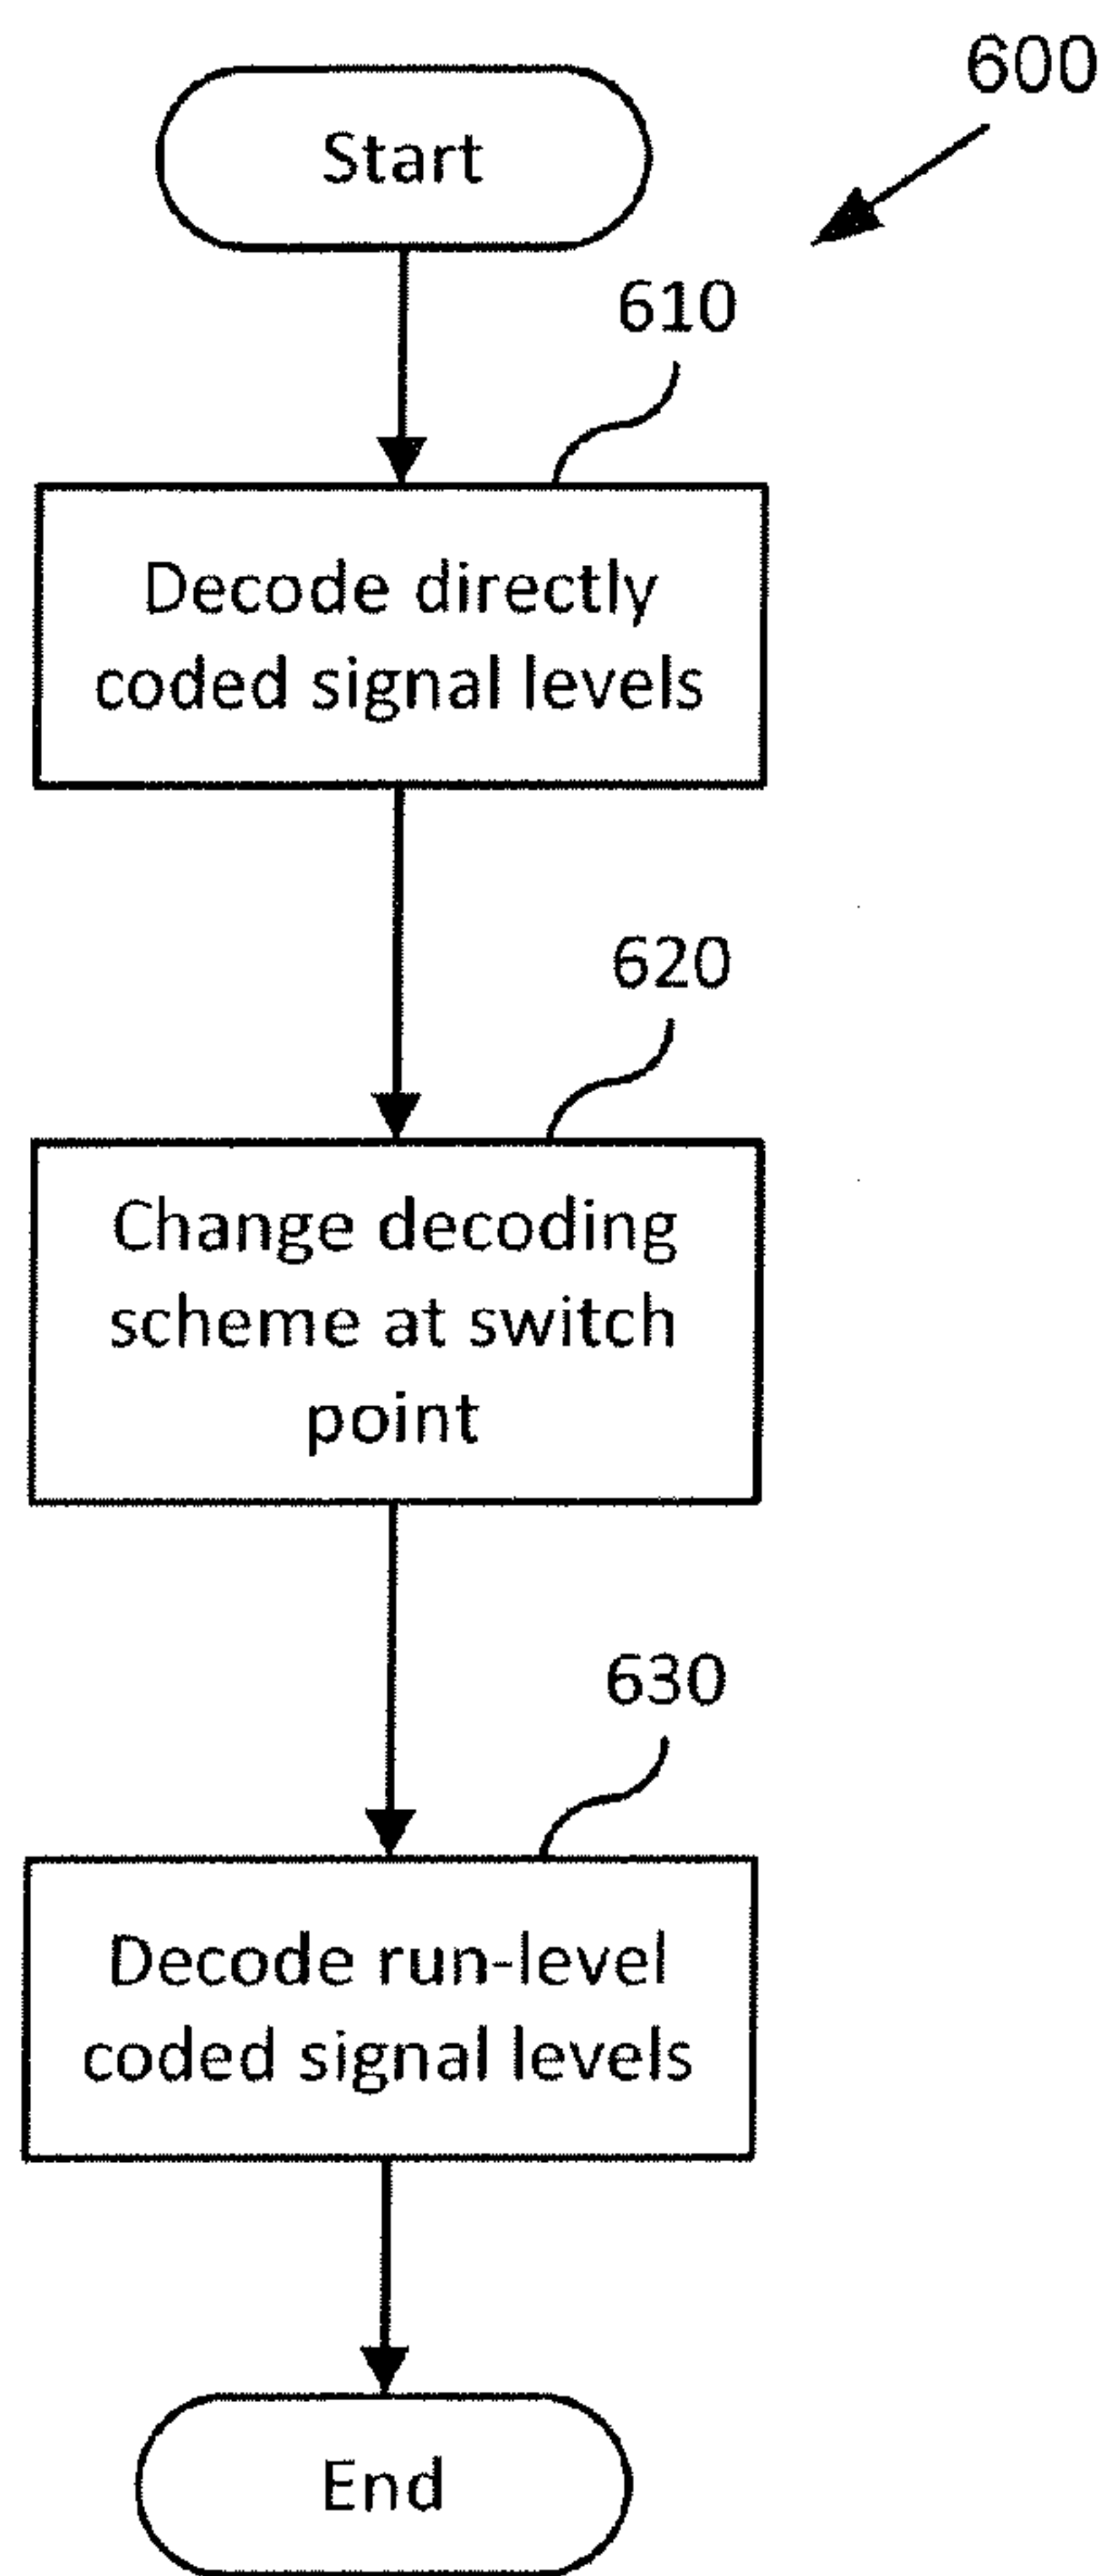 600
Start
610
Decode directly
coded signal levels
620
Change decoding
scheme at switch
point
630
Decode run-level
coded signal levels
End